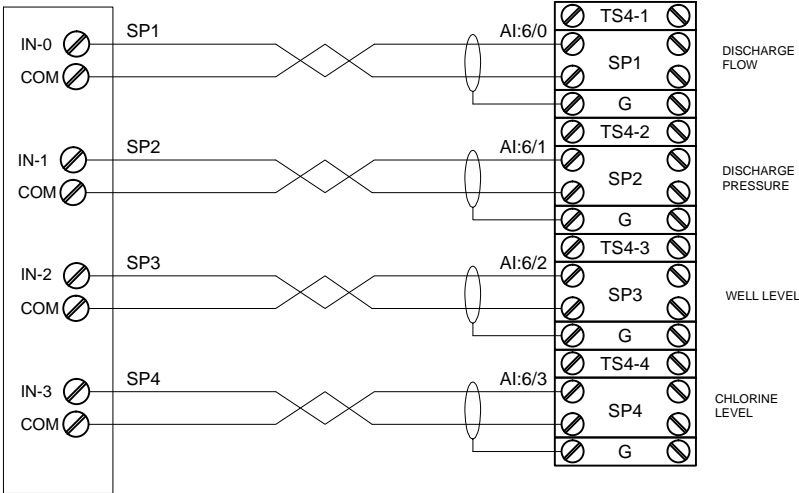 TS4-1
IN-0 SP1 AI:6/0
SP1
DISCHARGE
FLOW
COM
G
TS4-2
IN-1 SP2 AI:6/1
SP2
DISCHARGE
PRESSURE
COM
G
TS4-3
IN-2 SP3 AI:6/2
SP3
WELL LEVEL
COM
G
TS4-4
IN-3 SP4 AI:6/3
SP4
CHLORINE
LEVEL
COM
G